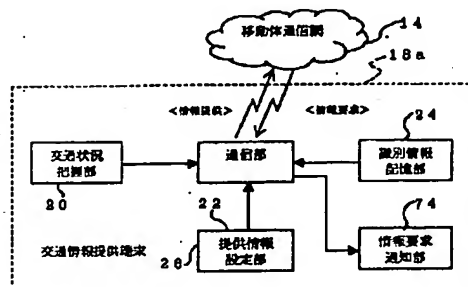 移動体通信網
14
18a
<情報提供>
<情報要求>
24
交通状況
把握部
通信部
識別情報
記憶部
20
22
74
交通情報提供端末
提供情報
設定部
情報要求
通知部
26